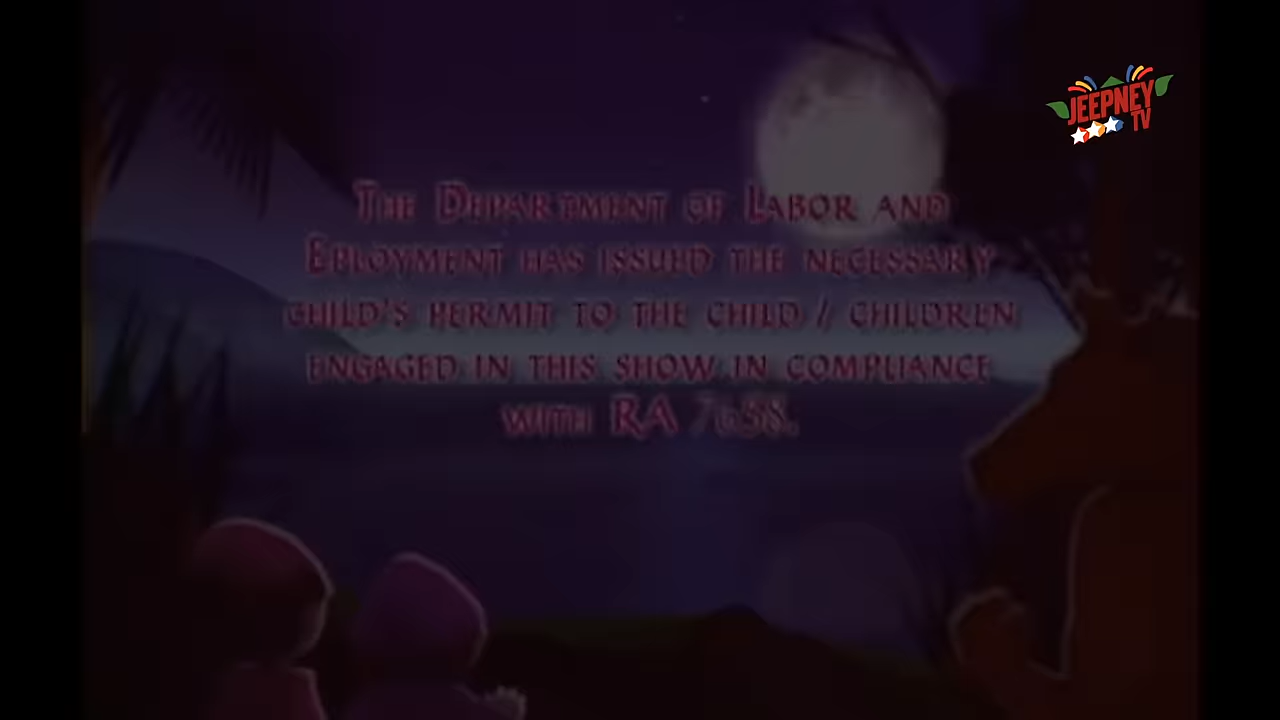 JEEPNEY
TV
The Department of Labor and
Eployment has issued the necessary
child's permit to the child / children
engaged in this show in compliance
with RA 7658.